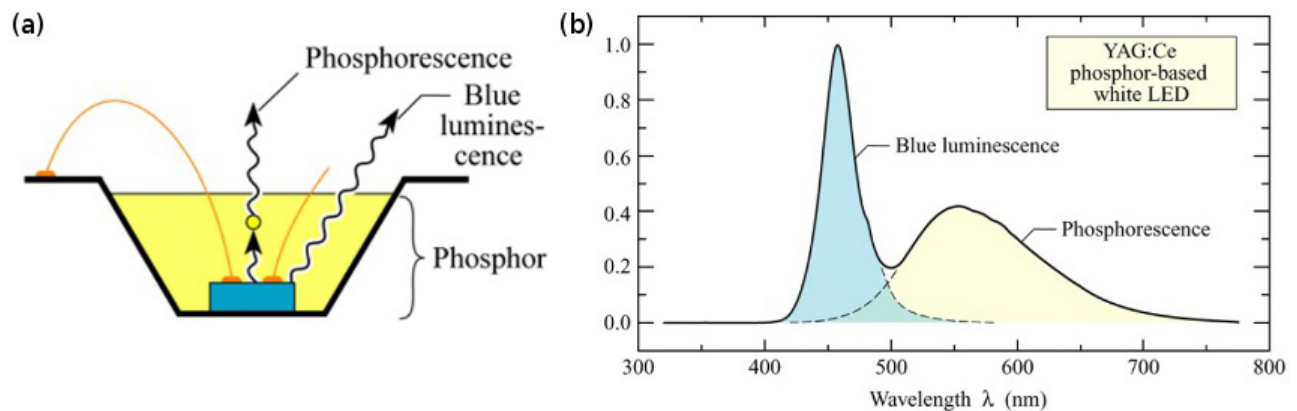 (a)
Phosphorescence
Blue
lumines-
cence
Phosphor
(b)
1.0
0.8
0.6
0.4
0.2
0.0
YAG:Ce
phosphor-based
white LED
Blue luminescence
Phosphorescence
300 400 500 600 700 800
Wavelength λ (nm)